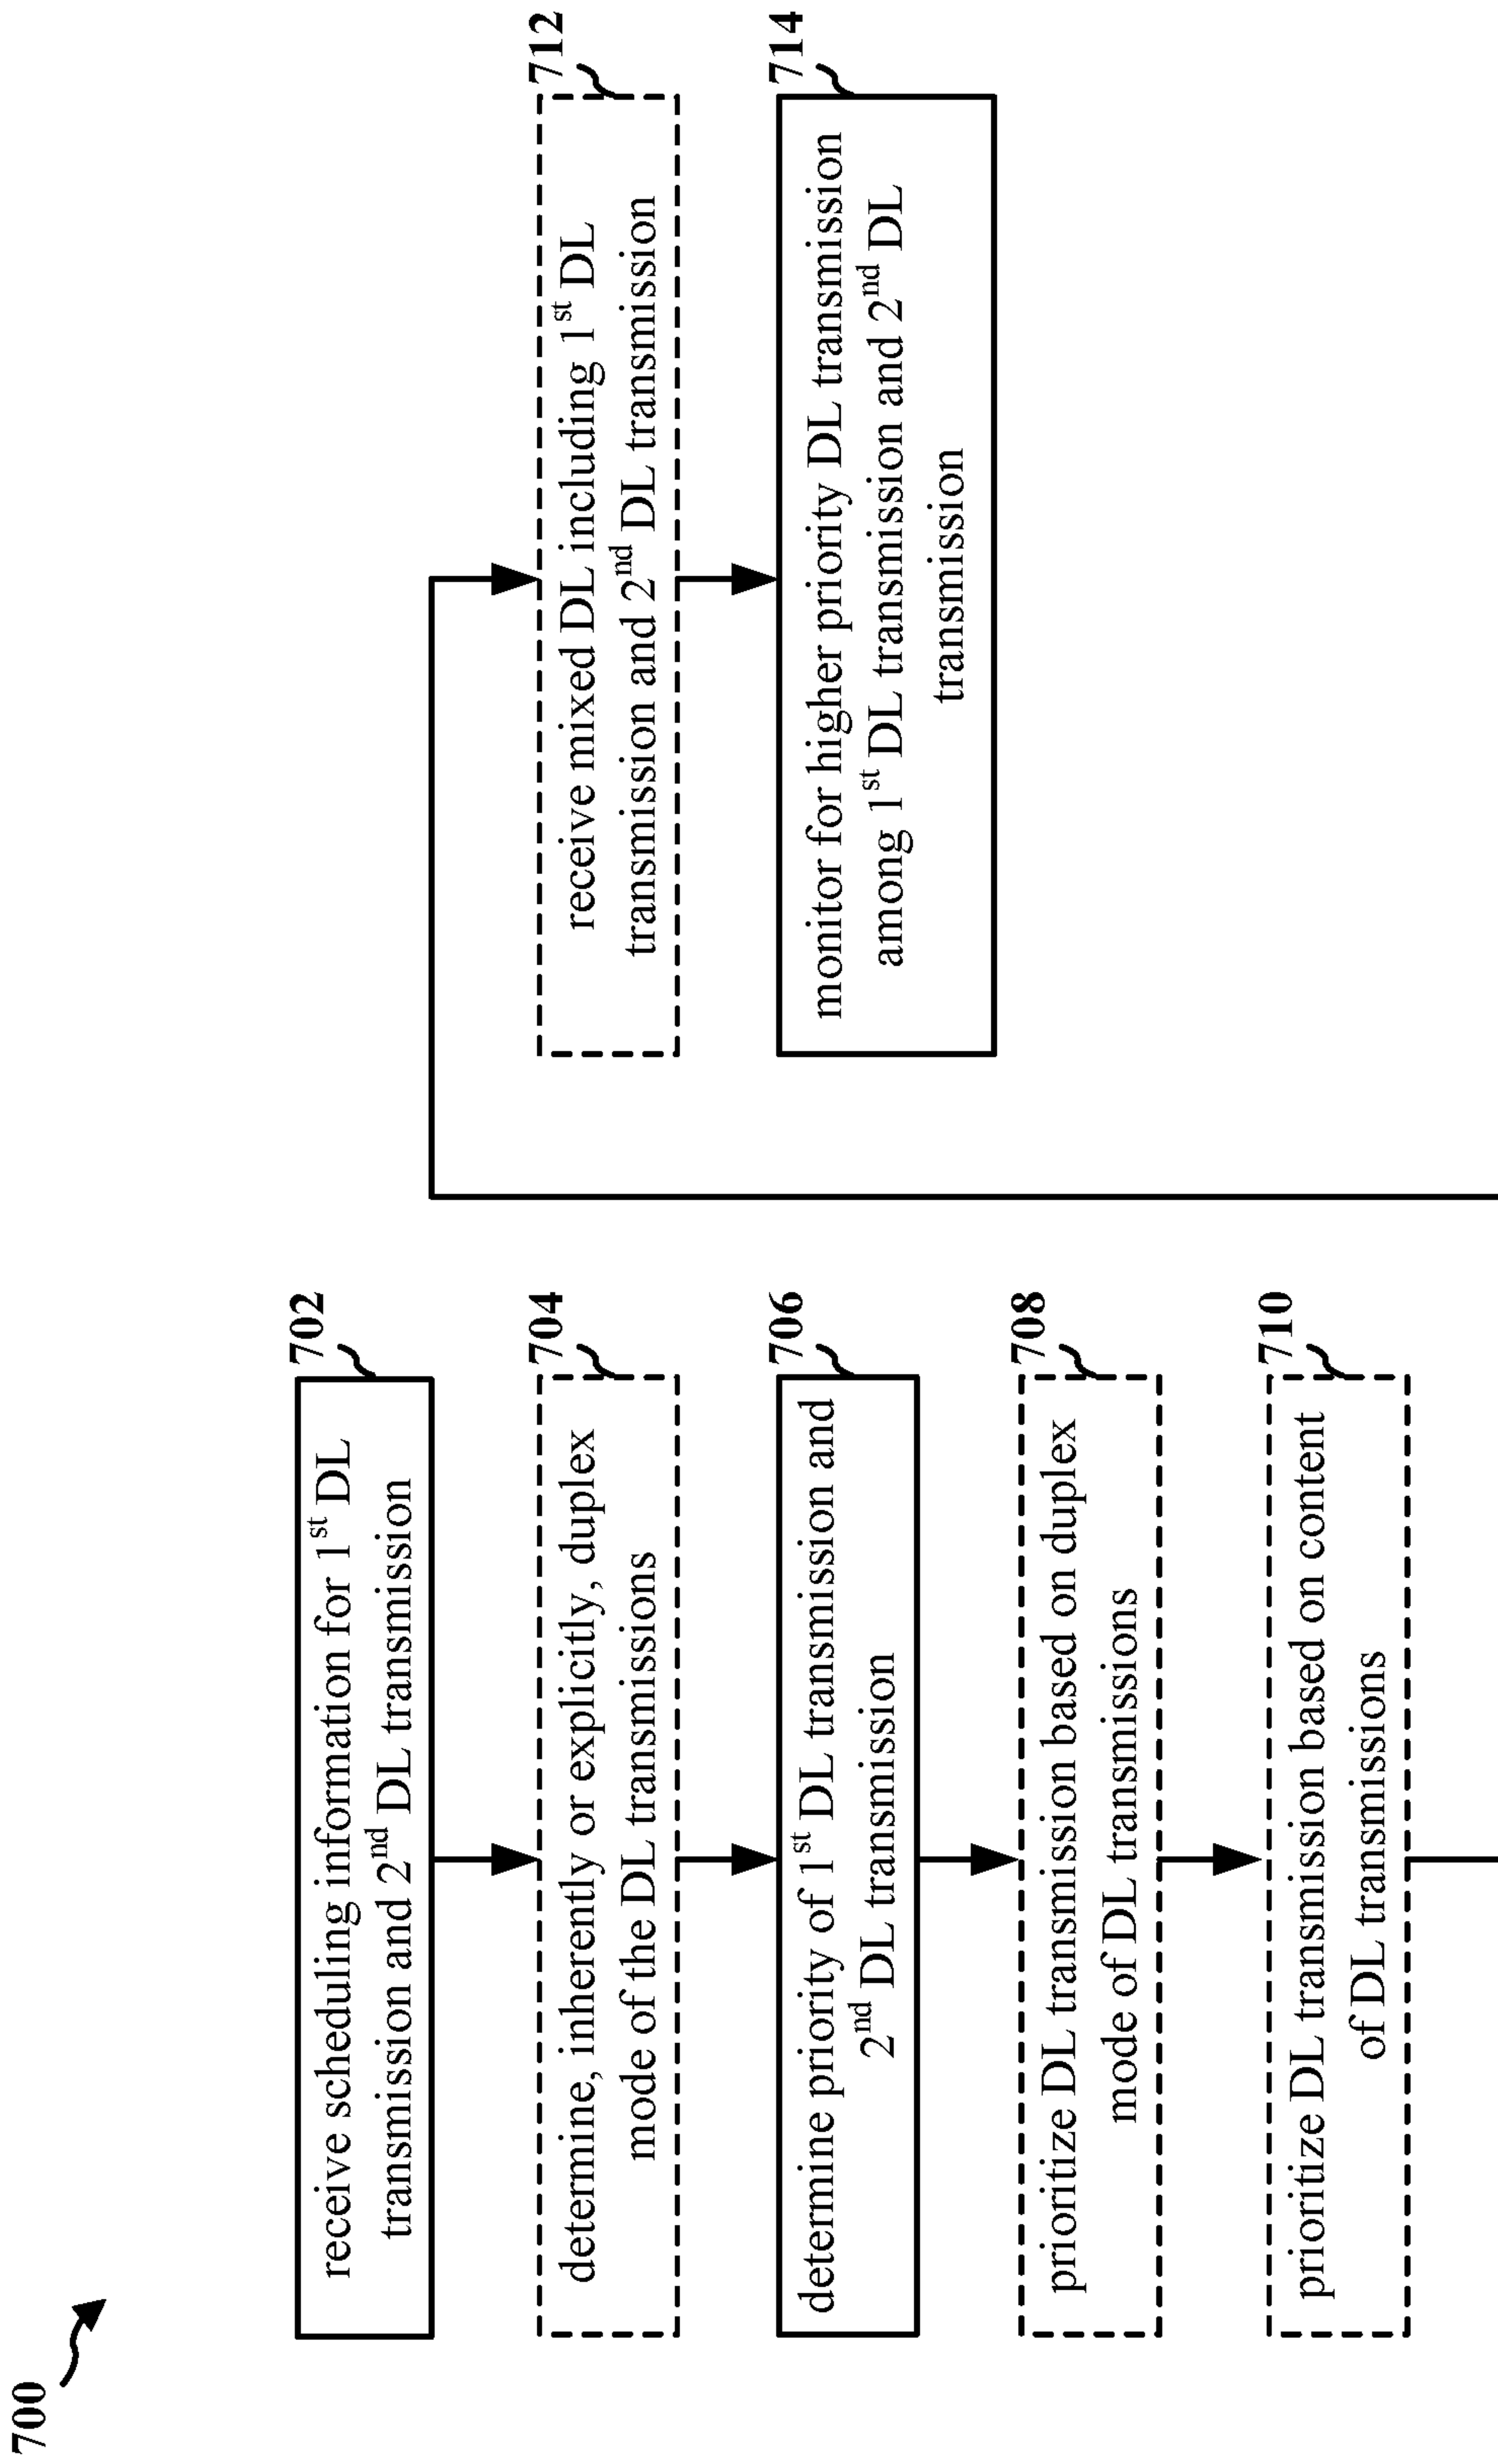 700
702
receive scheduling information for 1st DL
transmission and 2nd DL transmission
704
determine, inherently or explicitly, duplex
mode of the DL transmissions
706
determine priority of 1st DL transmission and
2nd DL transmission
708
prioritize DL transmission based on duplex
mode of DL transmissions
710
prioritize DL transmission based on content
of DL transmissions
712
receive mixed DL including 1st DL
transmission and 2nd DL transmission
714
monitor for higher priority DL transmission
among 1st DL transmission and 2nd DL
transmission